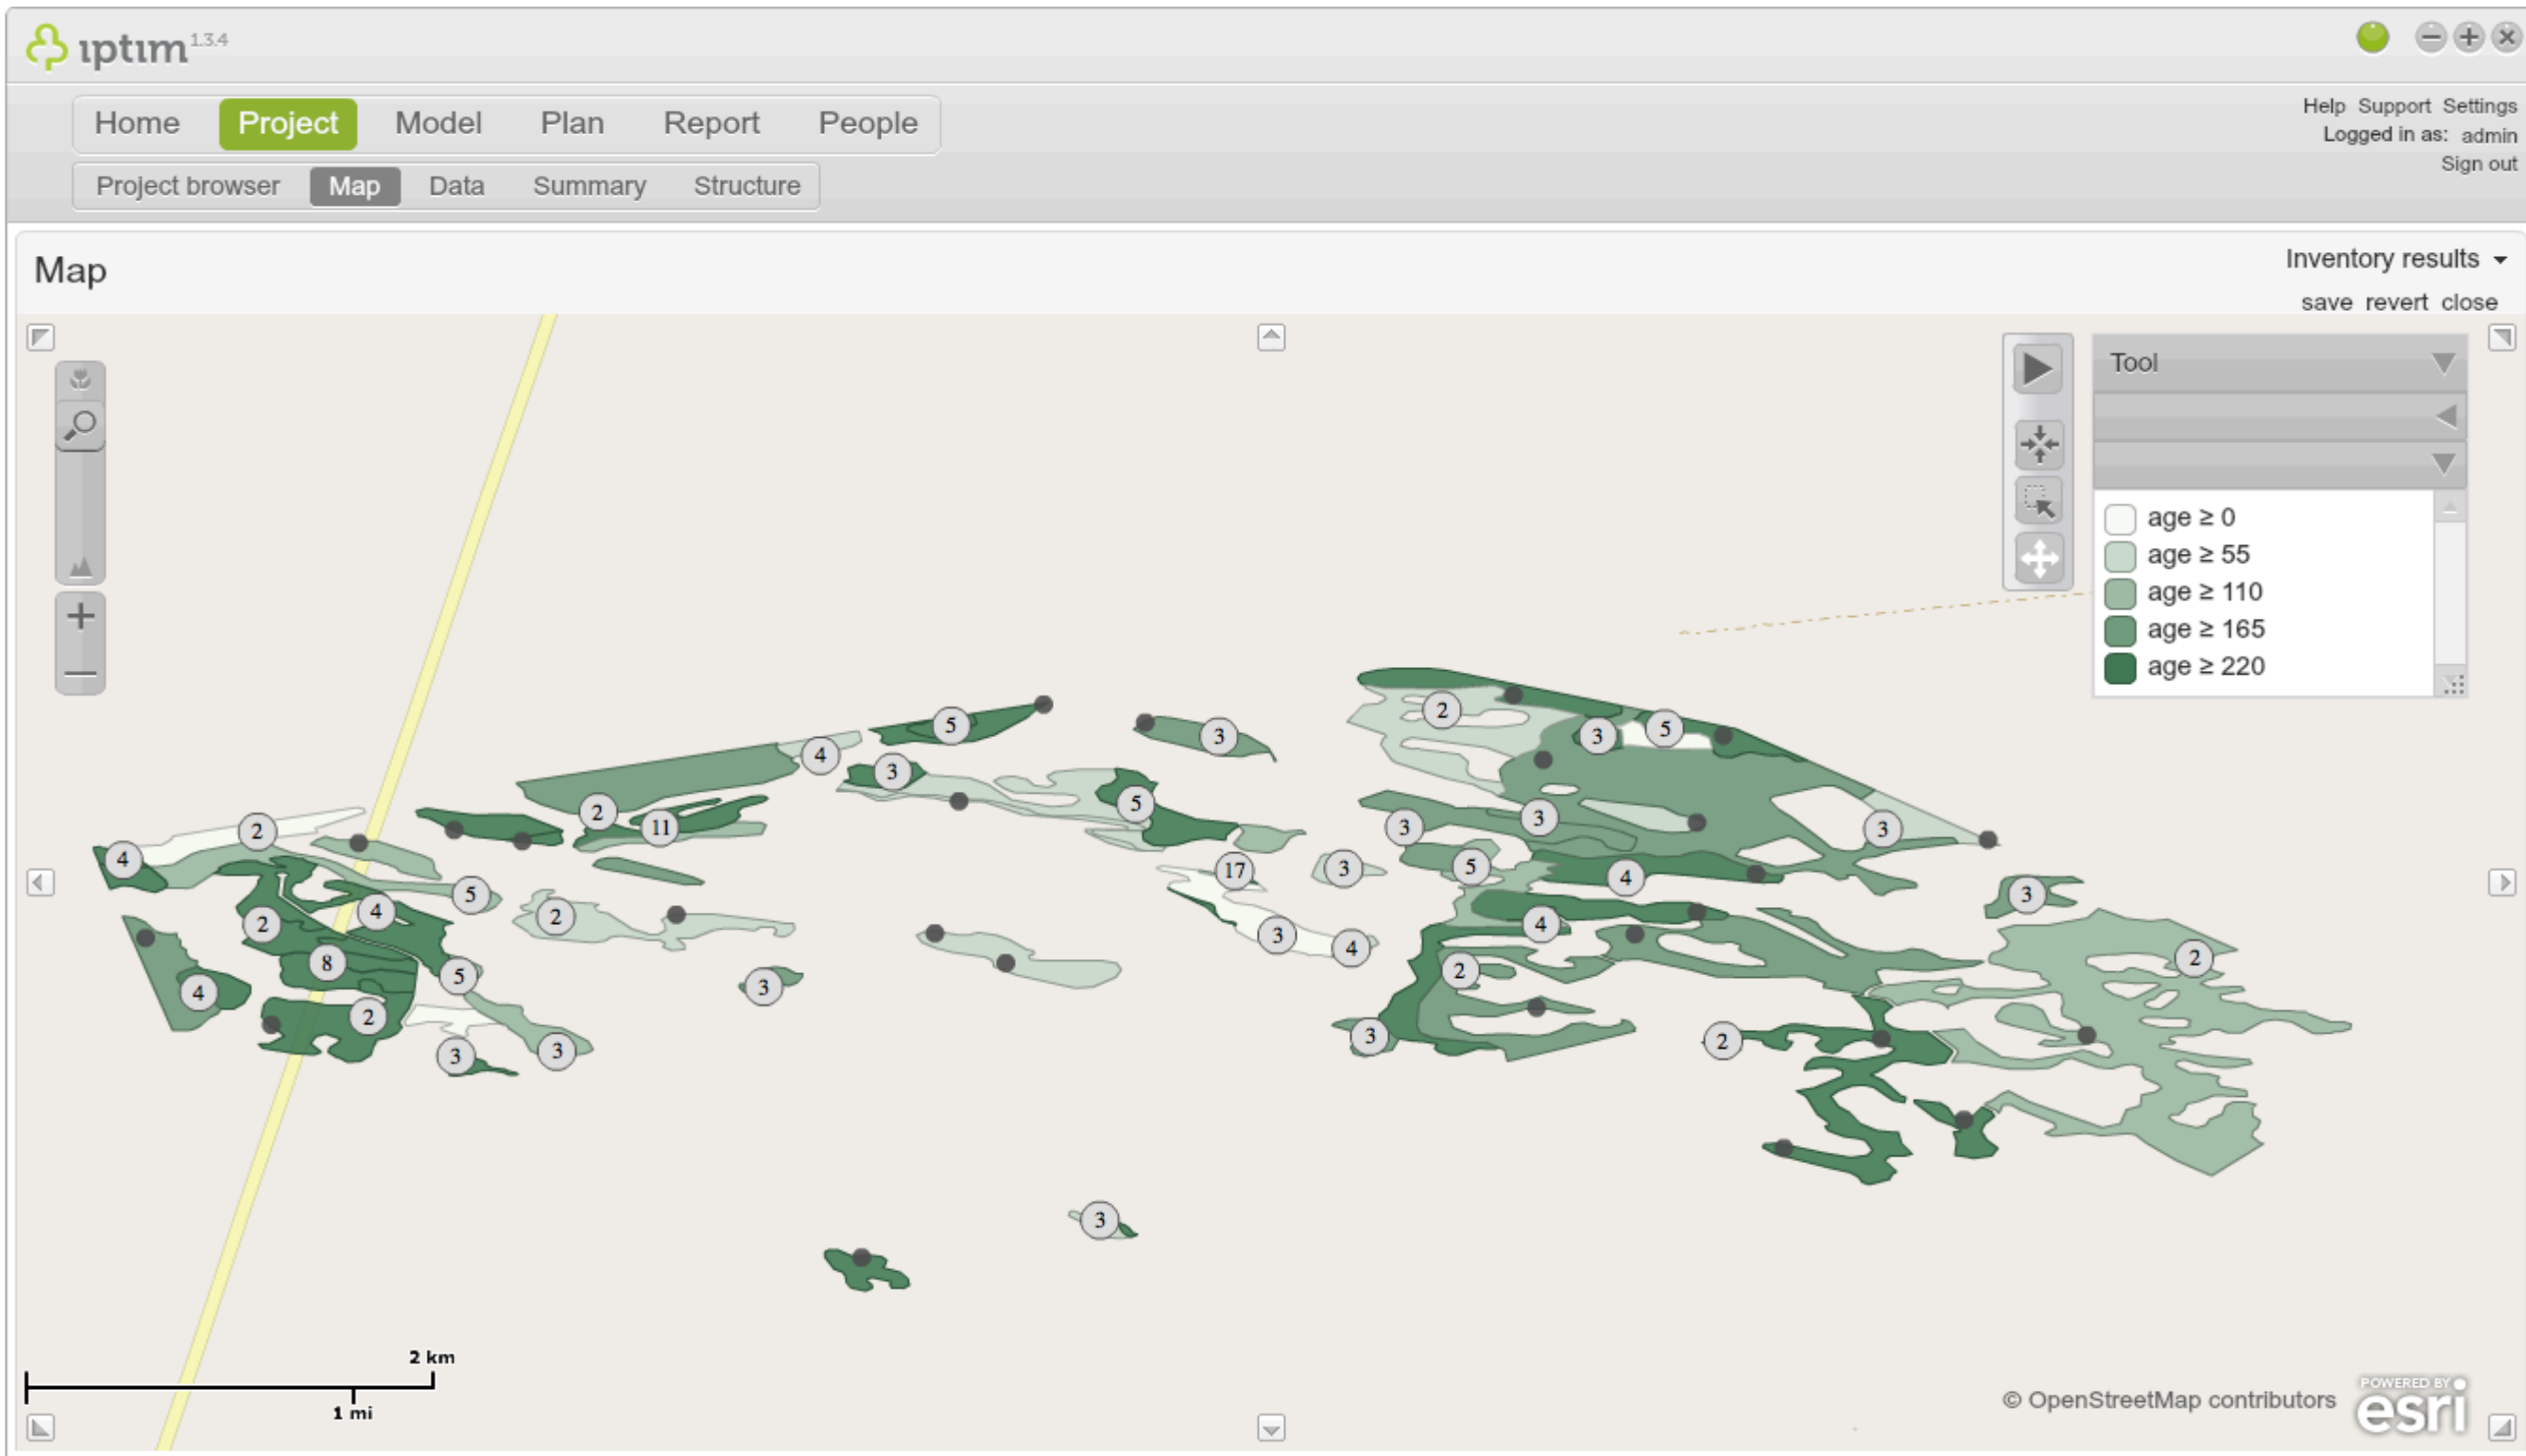 ıptım 1.3.4
Home Project Model Plan Report People
Help Support Settings
Logged in as: admin
Sign out
Project browser Map Data Summary Structure
Map
Inventory results
save revert close
Tool
age ≥ 0
age ≥ 55
age ≥ 110
age ≥ 165
age ≥ 220
2
5
3
3
5
4
3
5
2
11
3
3
3
2
4
17
3
5
4
5
3
2
4
2
4
3
4
2
8
5
2
3
4
2
3
2
3
3
2
3
3
2 km
1 mi
© OpenStreetMap contributors
POWERED BY
esri